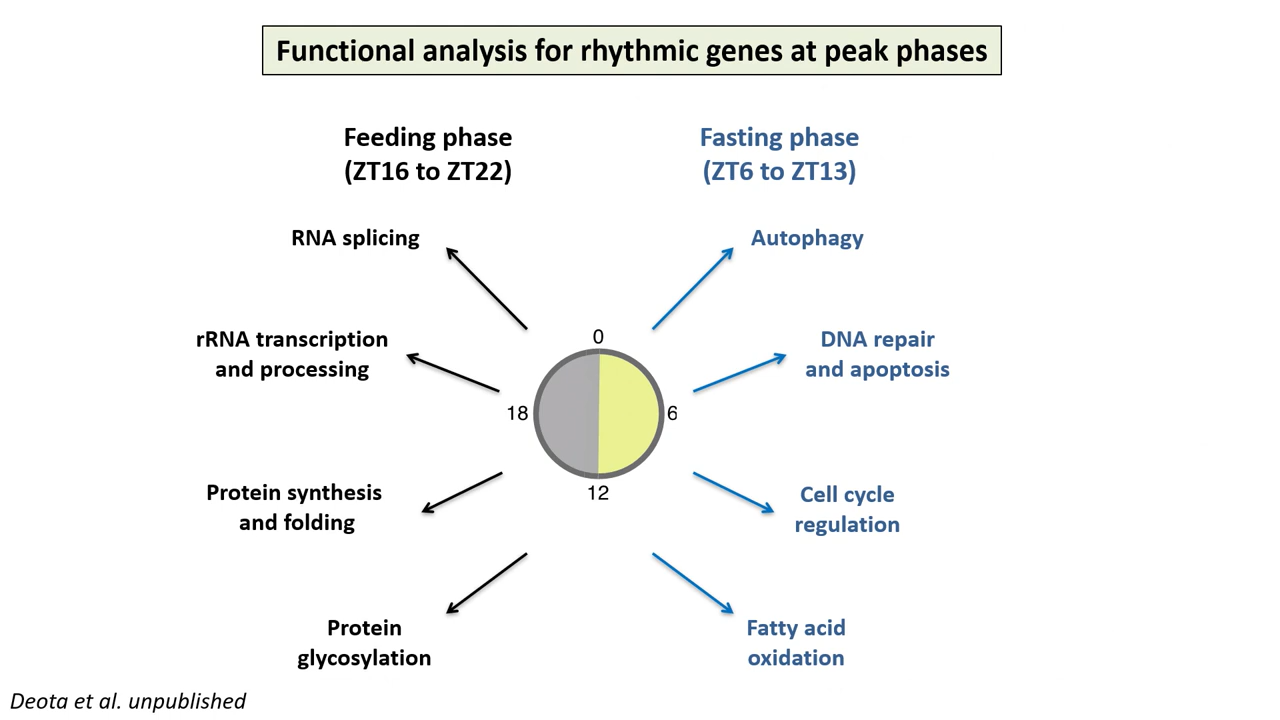 Functional analysis for rhythmic genes at peak phases
Feeding phase
(ZT16 to ZT22)
Fasting phase
(ZT6 to ZT13)
RNA splicing
Autophagy
rRNA transcription
and processing
0
DNA repair
and apoptosis
18
6
12
Protein synthesis
and folding
Cell cycle
regulation
Protein
glycosylation
Fatty acid
oxidation
Deota et al. unpublished